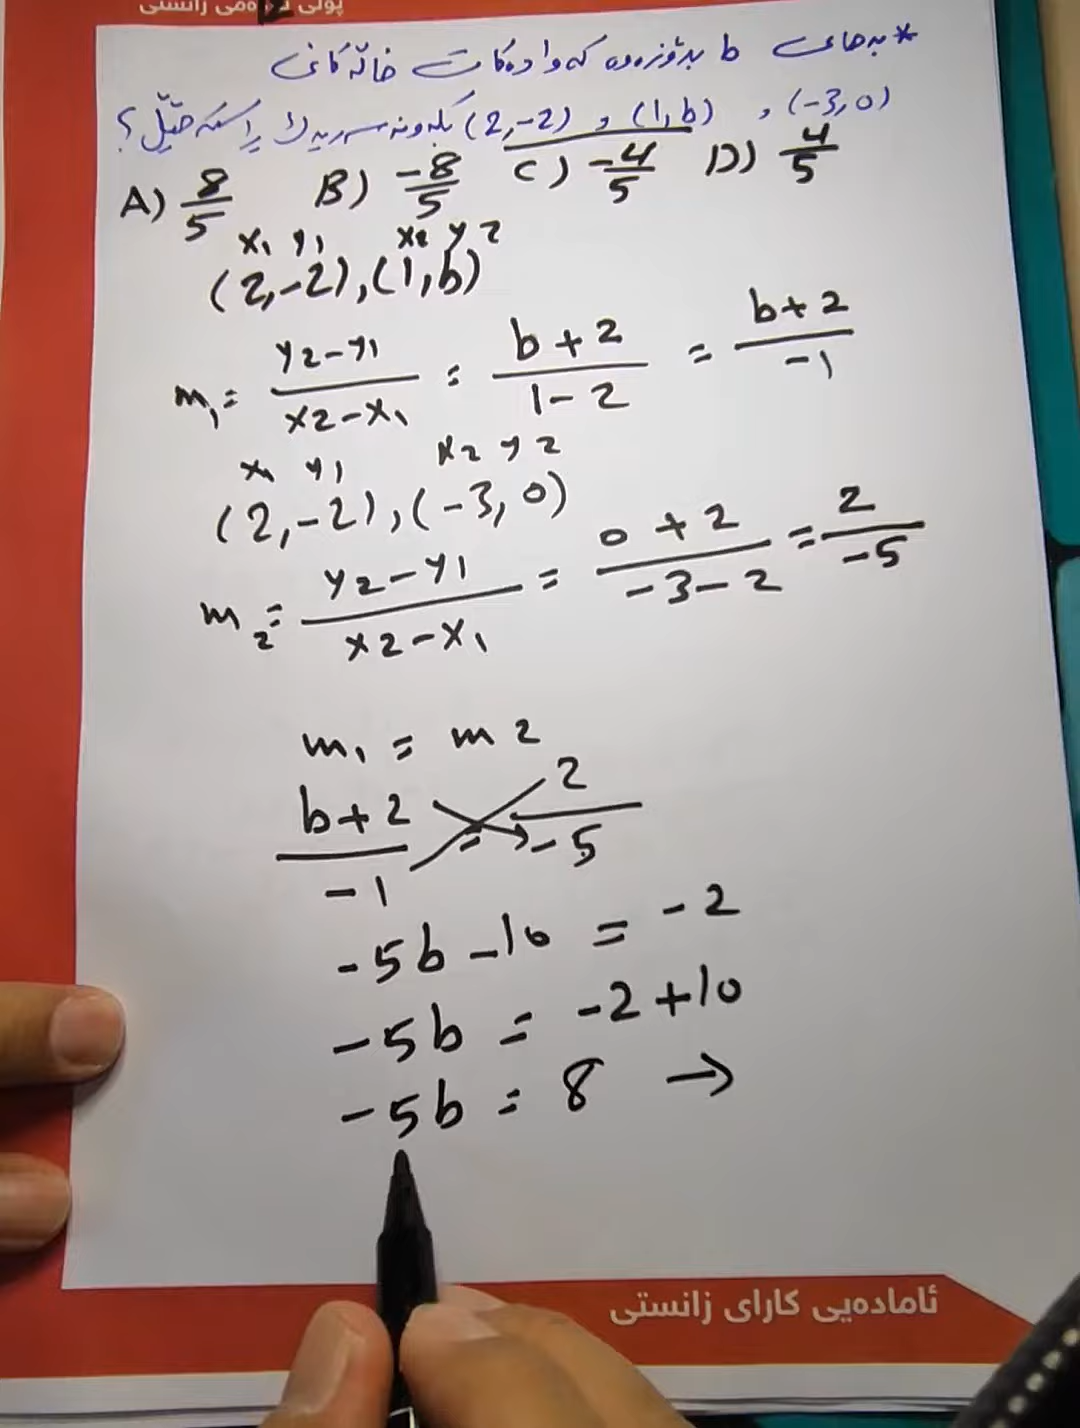 * بەهای b بدۆزەوە کە وا دەکات خاڵەکانی
(-3,0) ، (1,b) و (2,-2) بکەونە سەر یەک ڕاستە هێڵ؟
A) 8/5 B) -8/5 C) -4/5 D) 4/5
x₁ y₁ x₂ y2
(2,-2),(1,b)
m₁ = y2-y1/x2-x₁ = b+2/1-2 = b+2/-1
x₁ y1 x2 y2
(2,-2),(-3,0)
m₂ = y2-y1/x2-x₁ = 0+2/-3-2 = 2/-5
m₁ = m2
b+2/-1 = 2/-5
-5b-10 = -2
-5b = -2+10
-5b = 8 →
ئامادەیی کارای زانستی